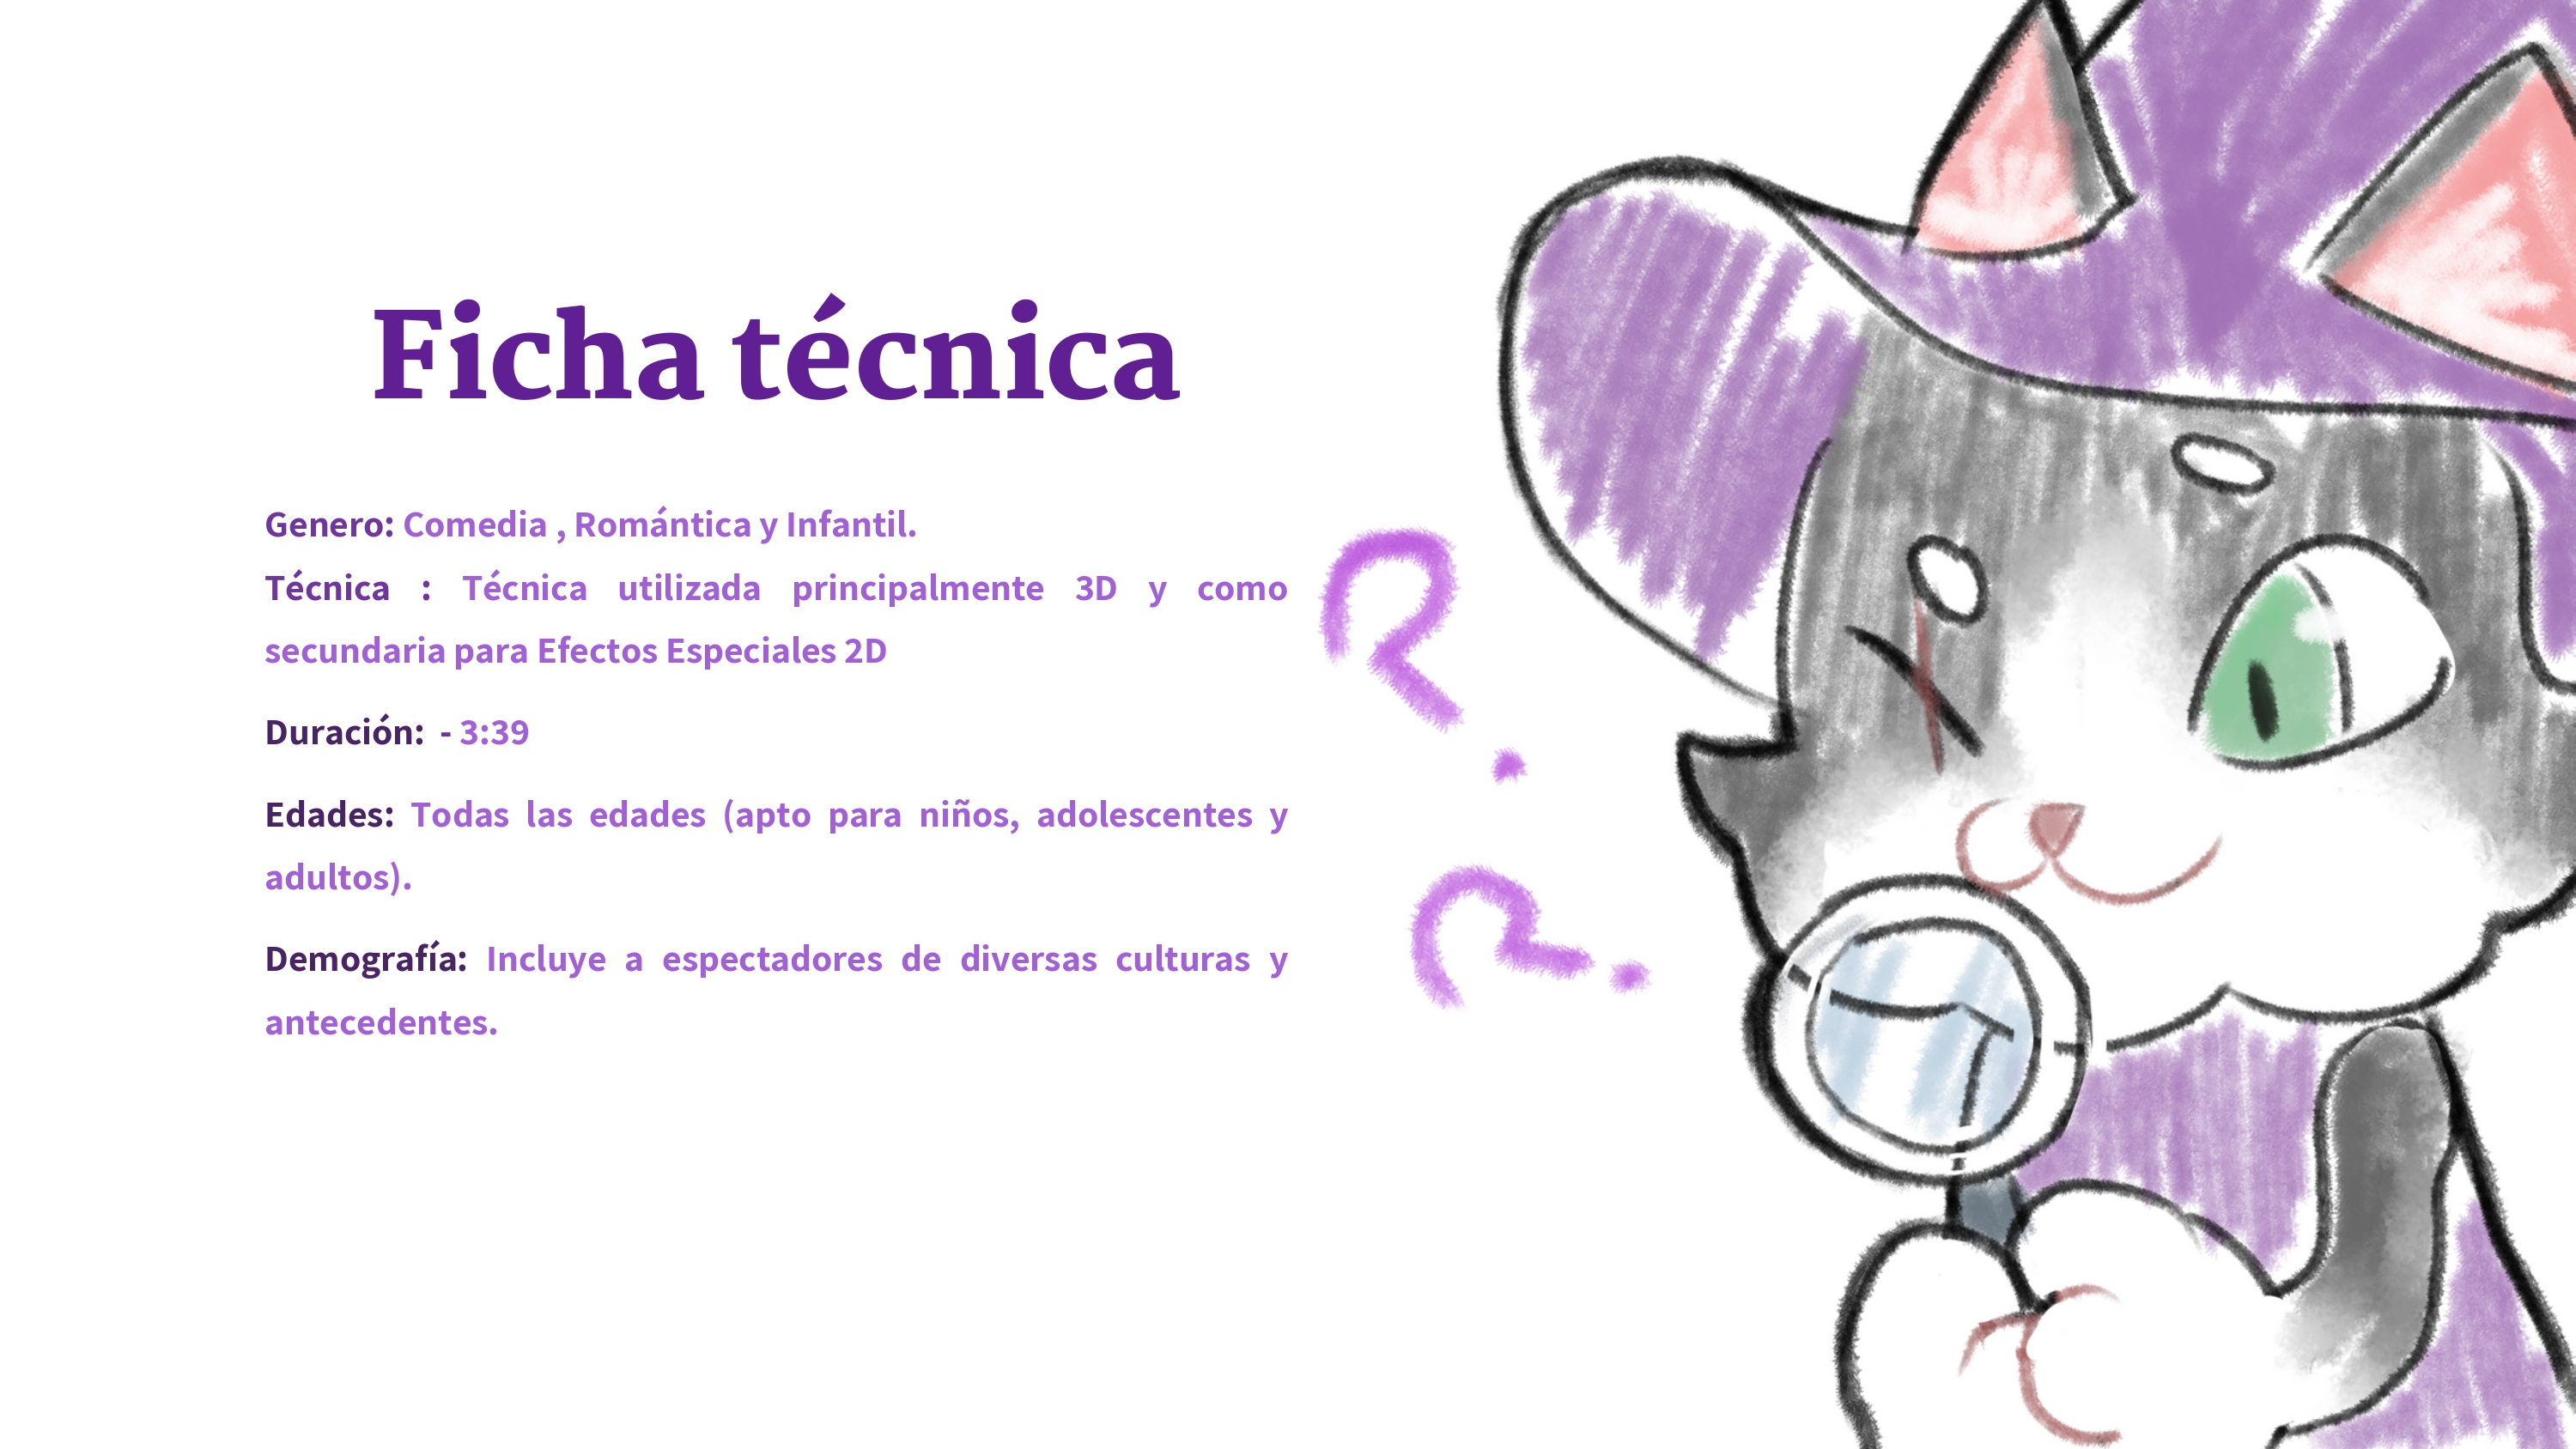 Ficha técnica
Genero: Comedia , Romántica y Infantil.
Técnica : Técnica utilizada principalmente 3D y como
secundaria para Efectos Especiales 2D
Duración: - 3:39
Edades: Todas las edades (apto para niños, adolescentes y
adultos).
Demografía: Incluye a espectadores de diversas culturas y
antecedentes.
?
?